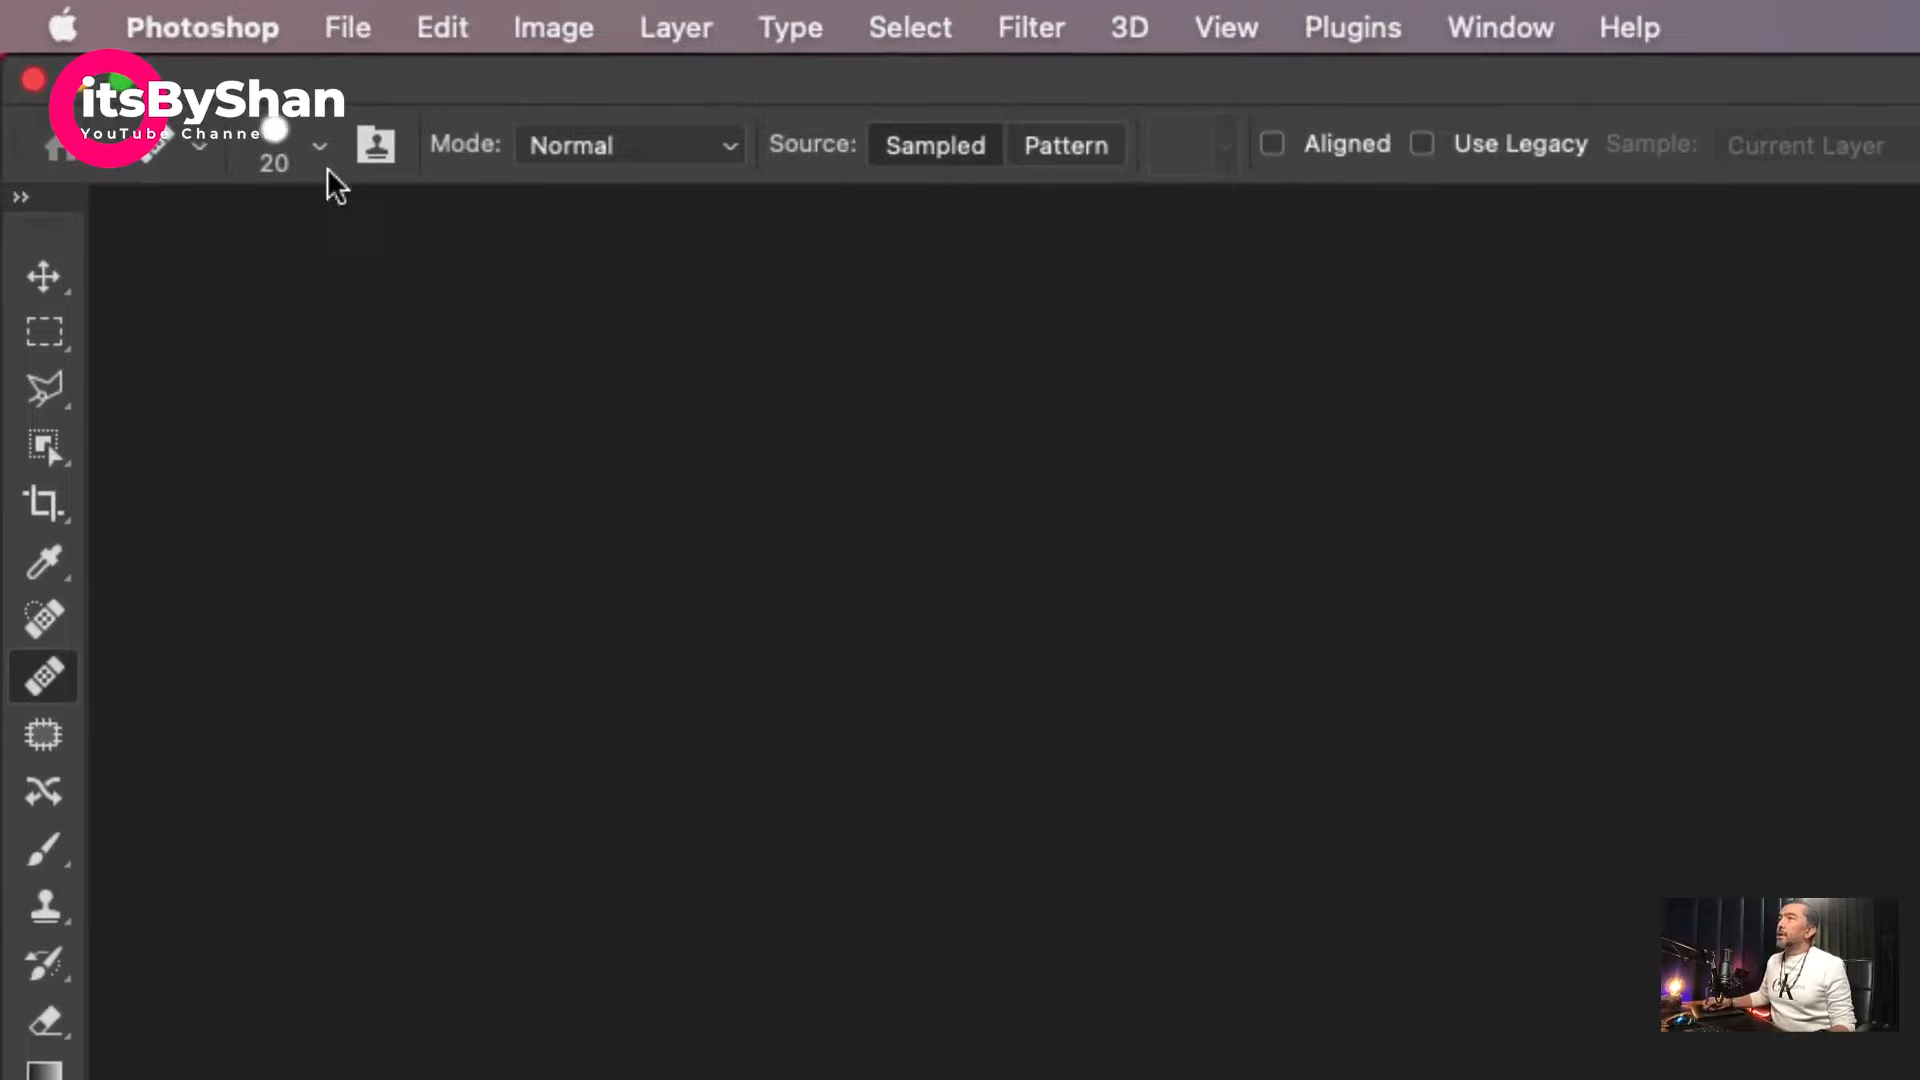 Photoshop File Edit Image Layer Type Select Filter 3D View Plugins Window Help
itsByShan
YouTube Channel
20 Mode: Normal Source: Sampled Pattern Aligned Use Legacy Sample: Current Layer